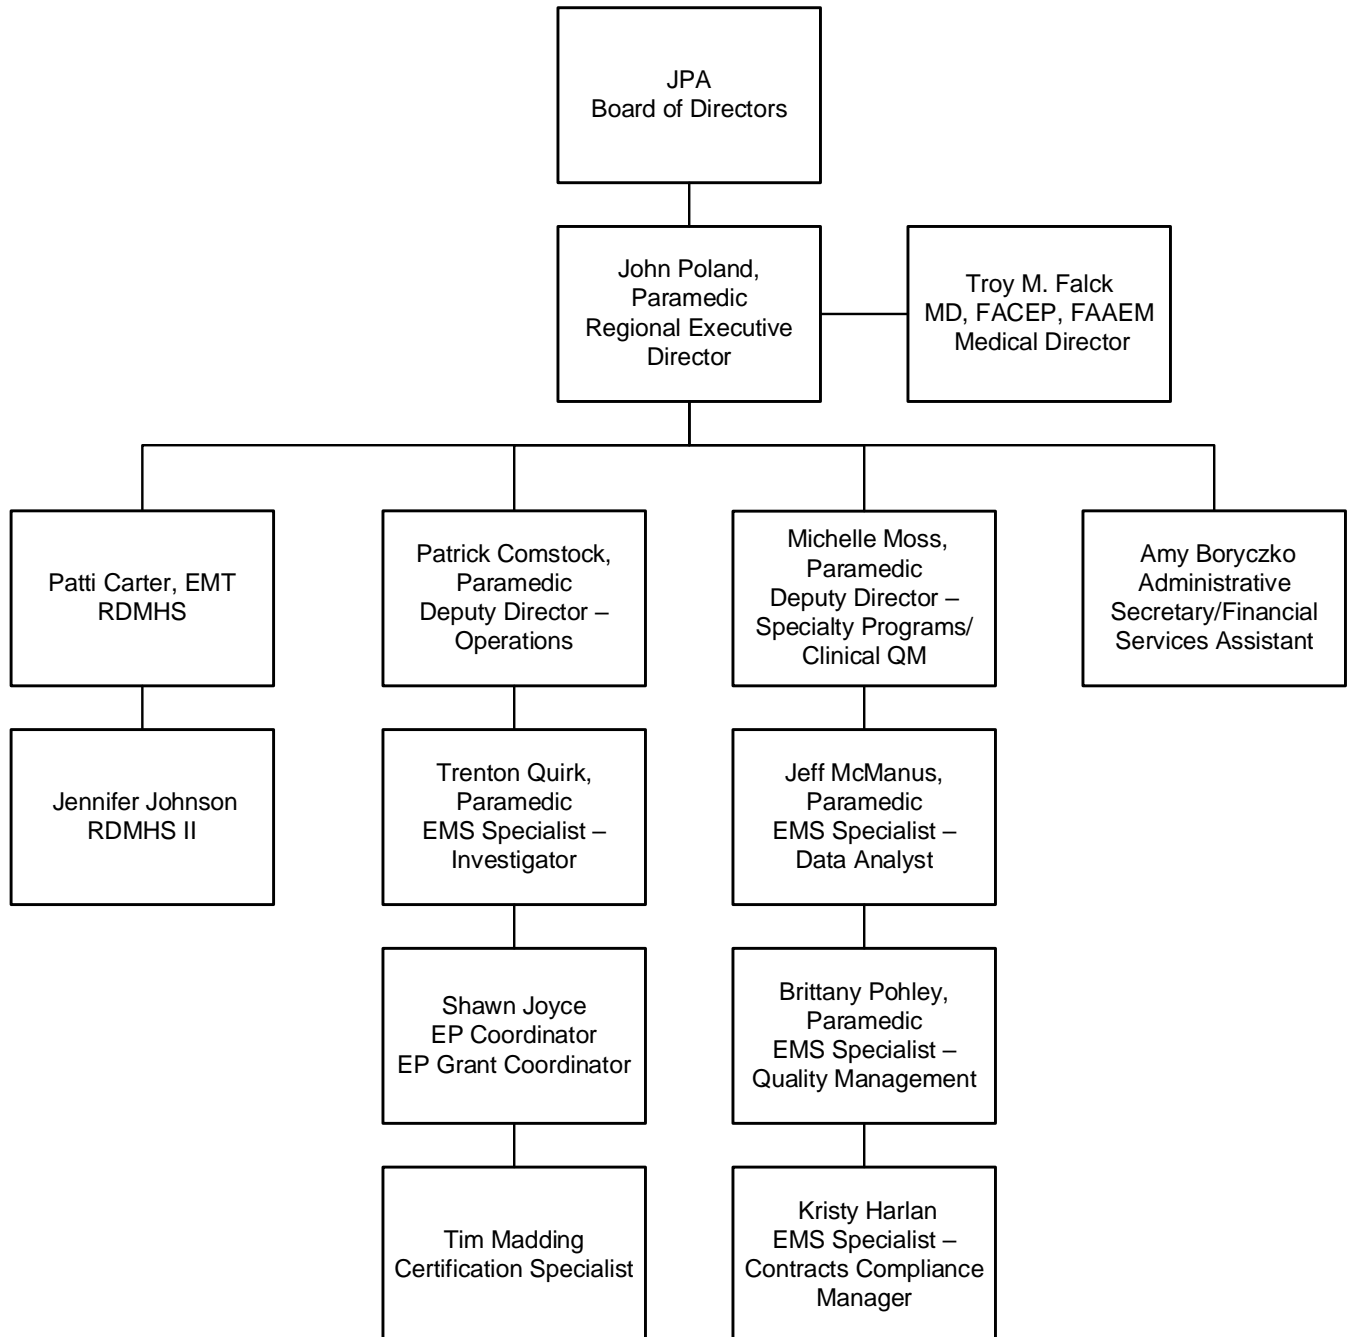 JPA
Board of Directors
John Poland,
Paramedic
Regional Executive
Director
Troy M. Falck
MD, FACEP, FAAEM
Medical Director
Patti Carter, EMT
RDMHS
Patrick Comstock,
Paramedic
Deputy Director –
Operations
Michelle Moss,
Paramedic
Deputy Director –
Specialty Programs/
Clinical QM
Amy Boryczko
Administrative
Secretary/Financial
Services Assistant
Jennifer Johnson
RDMHS II
Trenton Quirk,
Paramedic
EMS Specialist –
Investigator
Jeff McManus,
Paramedic
EMS Specialist –
Data Analyst
Shawn Joyce
EP Coordinator
EP Grant Coordinator
Brittany Pohley,
Paramedic
EMS Specialist –
Quality Management
Tim Madding
Certification Specialist
Kristy Harlan
EMS Specialist –
Contracts Compliance
Manager